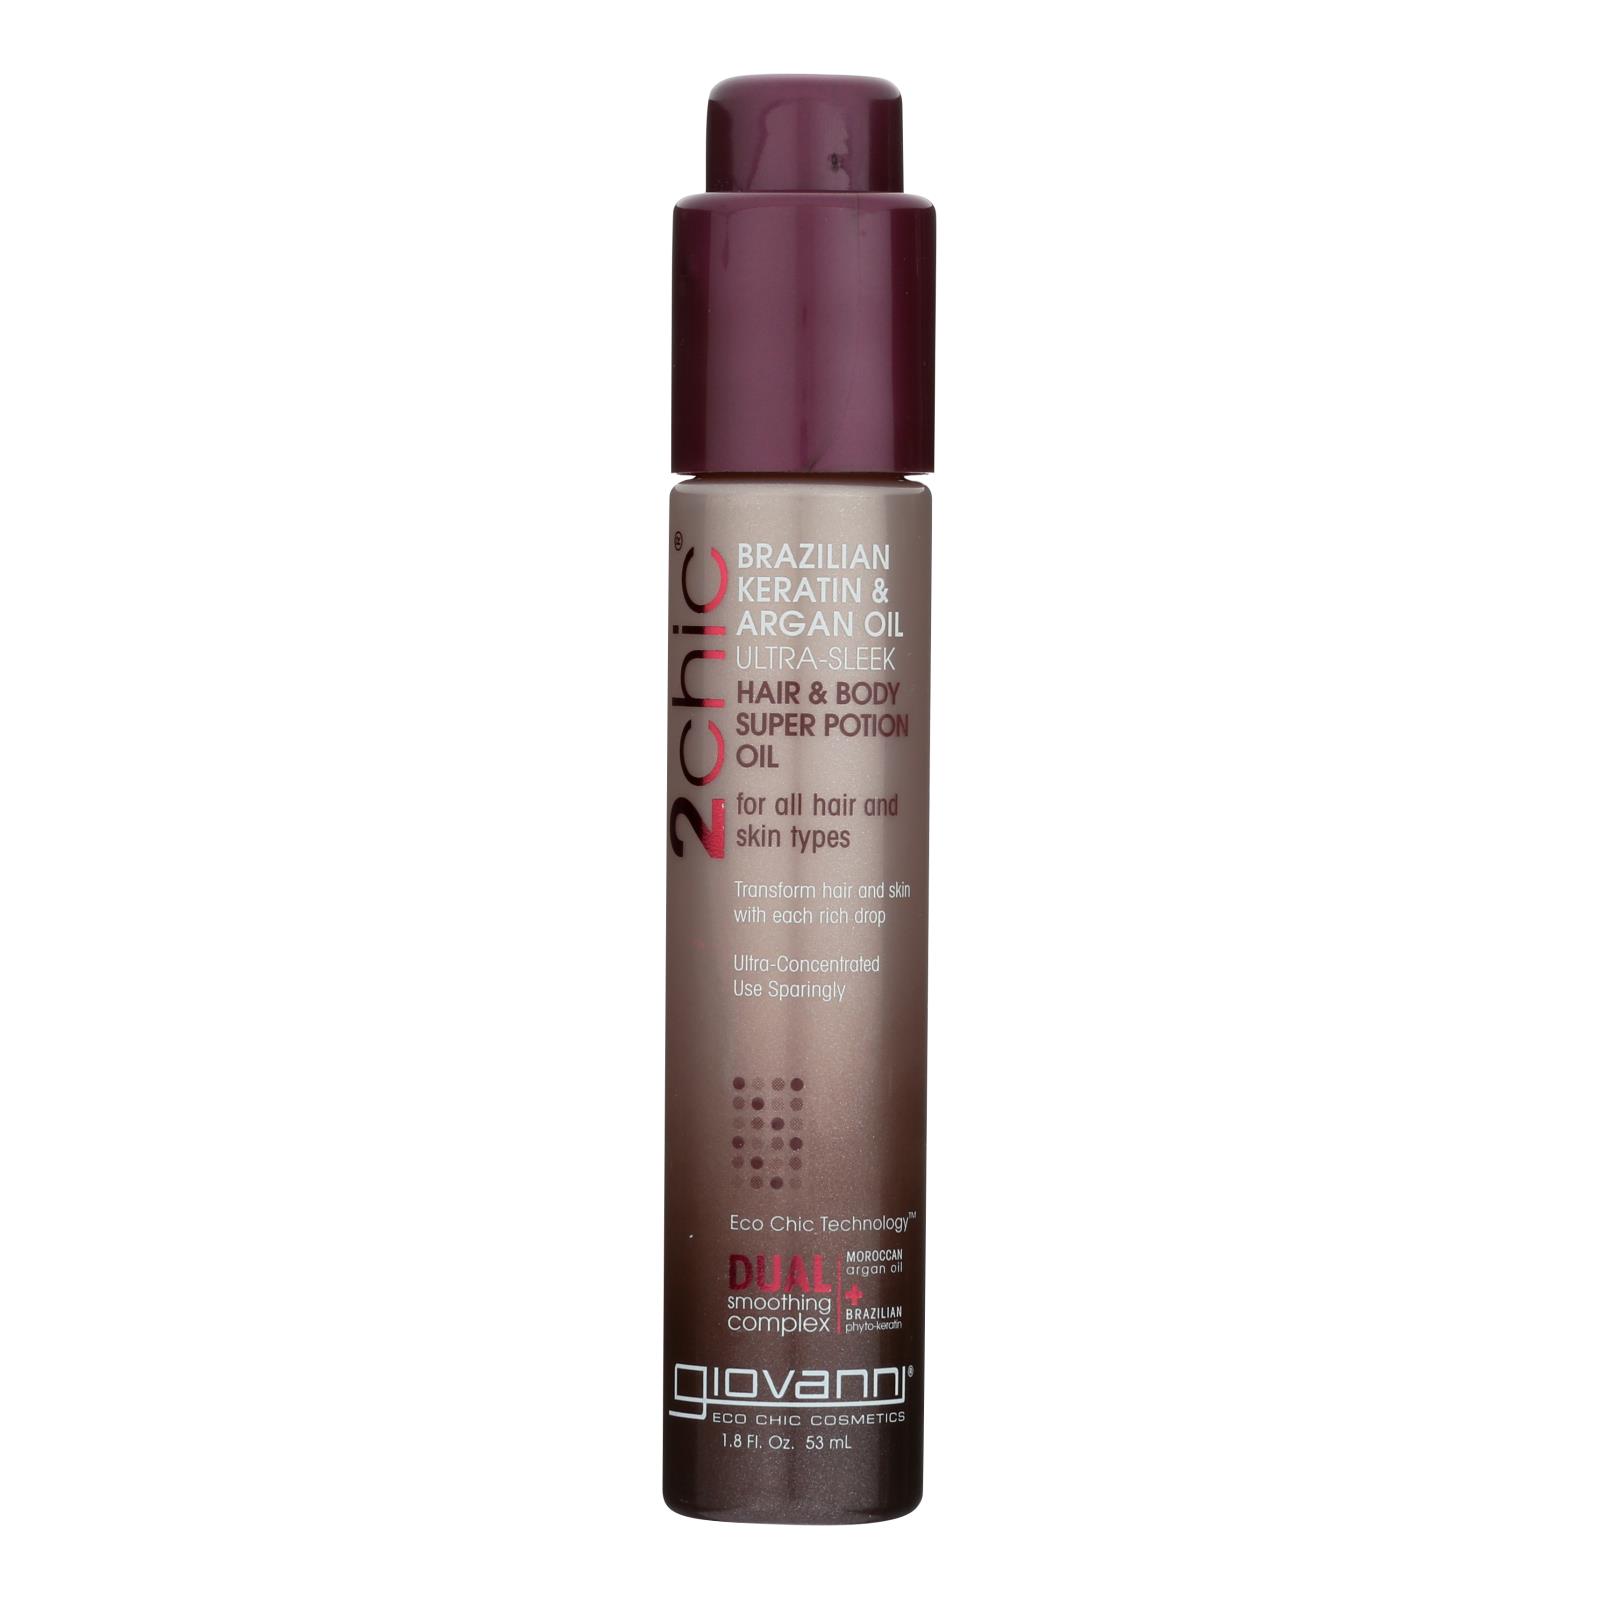 2chic®
BRAZILIAN
KERATIN &
ARGAN OIL
ULTRA-SLEEK
HAIR & BODY
SUPER POTION
OIL
for all hair and
skin types
Transform hair and skin
with each rich drop
Ultra-Concentrated
Use Sparingly
Eco Chic Technology™
DUAL
smoothing
complex
MOROCCAN
argan oil
+
BRAZILIAN
phyto-keratin
giovanni®
ECO CHIC COSMETICS
1.8 Fl. Oz. 53 mL